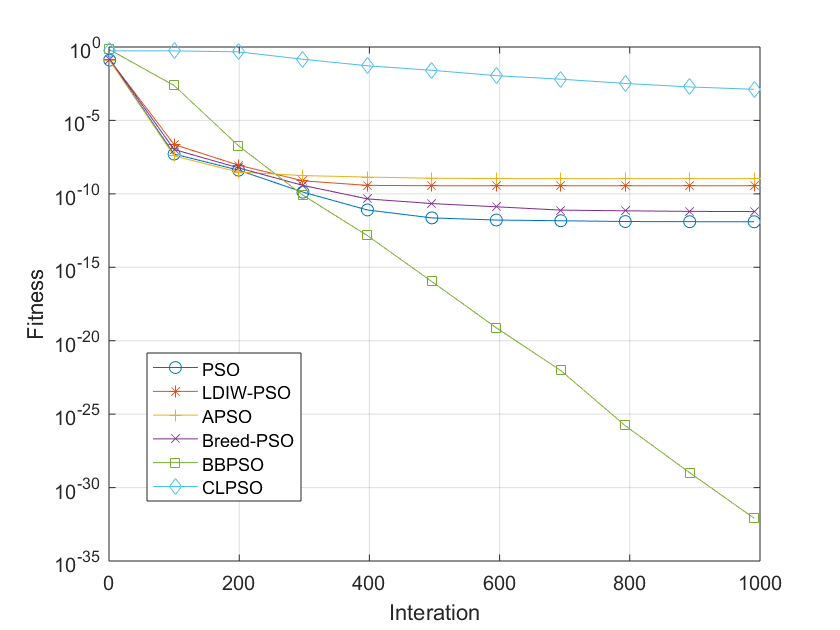 10^0
10^-5
10^-10
10^-15
10^-20
10^-25
10^-30
10^-35
Fitness
PSO
LDIW-PSO
APSO
Breed-PSO
BBPSO
CLPSO
0 200 400 600 800 1000
Interation